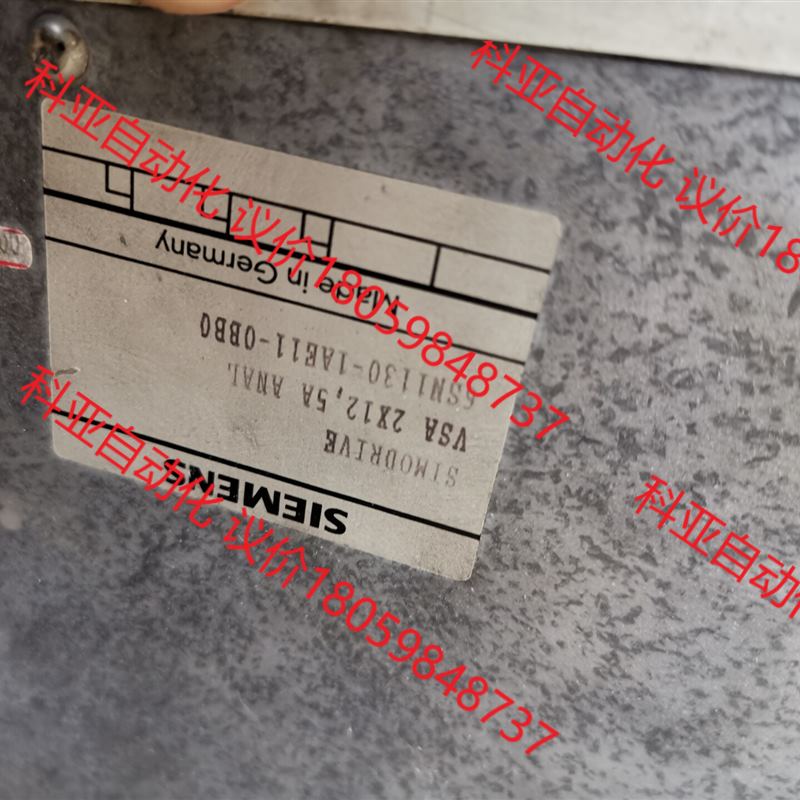 SIEMENS
SIMODRIVE
VSA 2X12,5A ANAL.
6SN1130-1AE11-0BB0
Made in Germany
科亚自动化 议价18059848737
科亚自动化 议价18
科亚自动化 议价18059848737
科亚自动化